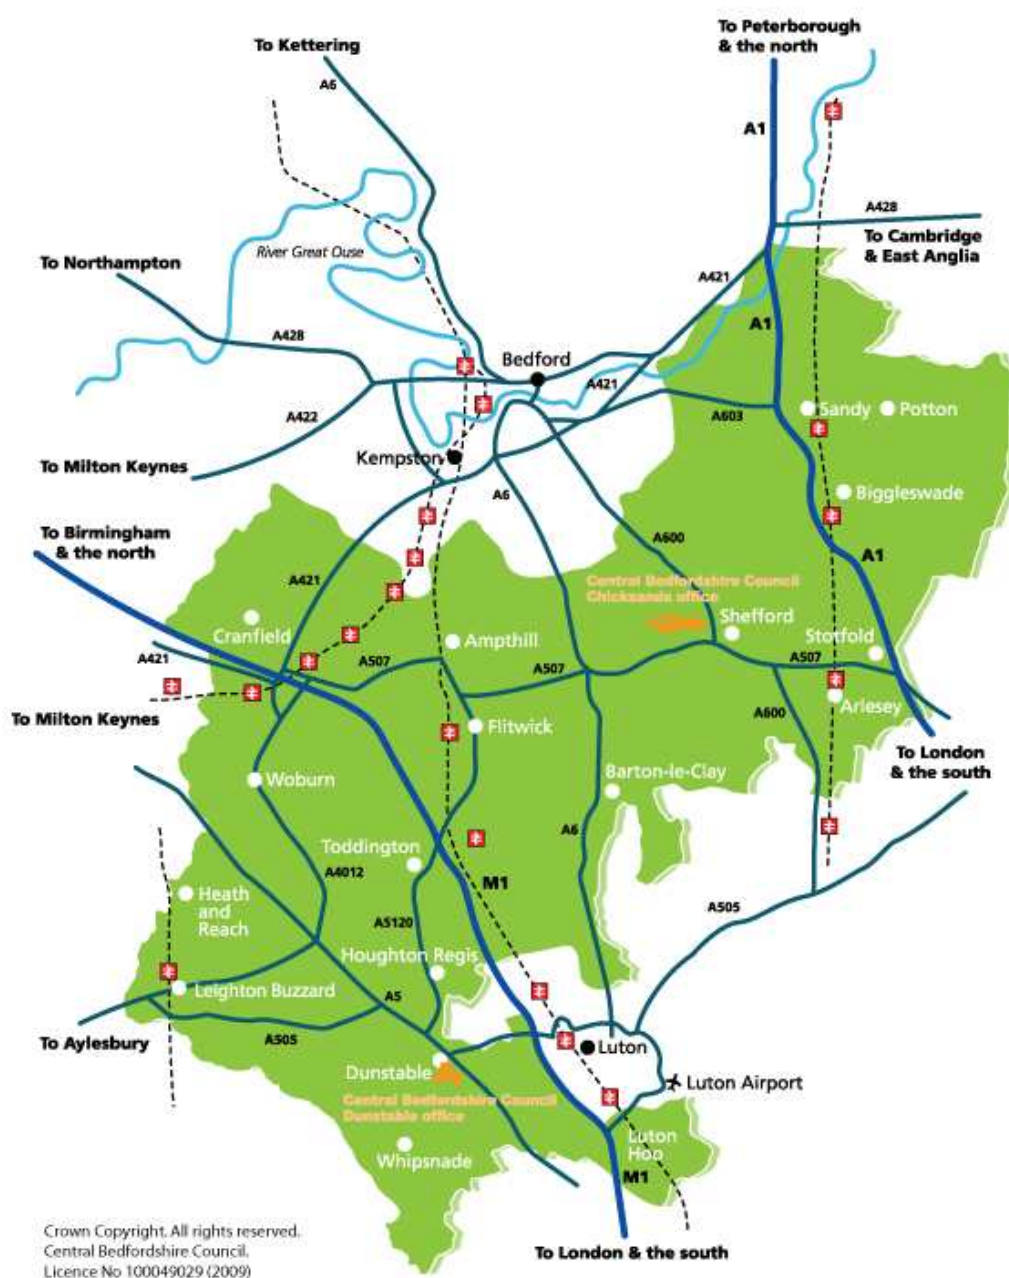 To Kettering
To Peterborough
& the north
A6
A1
A428
River Great Ouse
To Cambridge
& East Anglia
To Northampton
A421
A1
A428
Bedford
A421
A422
A603
Sandy
Potton
Kempston
To Milton Keynes
A6
Biggleswade
To Birmingham
& the north
A600
A1
A421
Central Bedfordshire Council
Chicksands office
Shefford
Cranfield
Ampthill
Stotfold
A421
A507
A507
A507
To Milton Keynes
Arlesey
A600
Flitwick
To London
& the south
Woburn
Barton-le-Clay
A6
Toddington
A4012
M1
Heath
and
Reach
A505
A5120
Houghton Regis
Leighton Buzzard
A5
To Aylesbury
A505
Luton
Dunstable
Luton Airport
Central Bedfordshire Council
Dunstable office
Luton
Hoo
Whipsnade
M1
Crown Copyright. All rights reserved.
Central Bedfordshire Council.
Licence No 100049029 (2009)
To London & the south